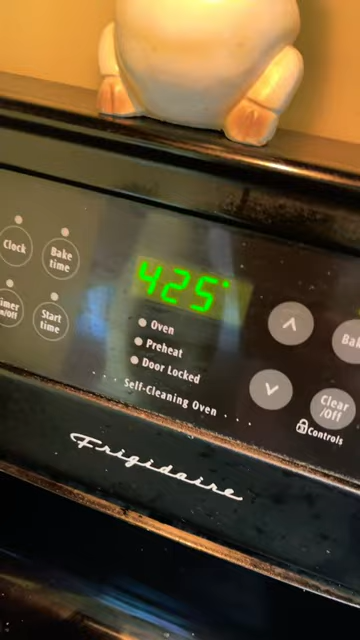 Clock
Bake
time
Start
time
425°
Oven
Preheat
Door Locked
.... Self-Cleaning Oven ....
Clear
/Off
Controls
Frigidaire